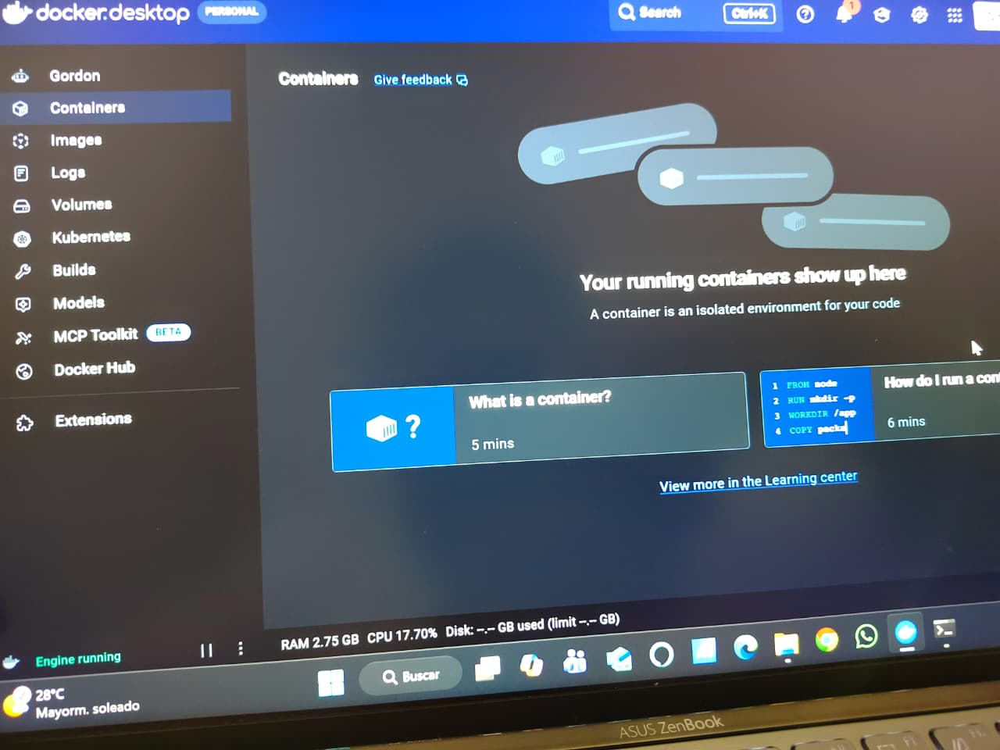 docker.desktop PERSONAL
Search Ctrl+K
1
Gordon
Containers
Images
Logs
Volumes
Kubernetes
Builds
Models
MCP Toolkit BETA
Docker Hub
Extensions
Containers Give feedback
Your running containers show up here
A container is an isolated environment for your code
?
What is a container?
5 mins
1 FROM node
2 RUN mkdir -p
3 WORKDIR /app
4 COPY packa
How do I run a con
6 mins
View more in the Learning center
Engine running
RAM 2.75 GB CPU 17.70% Disk: --.-- GB used (limit --.-- GB)
28°C
Mayorm. soleado
Buscar
ASUS ZenBook